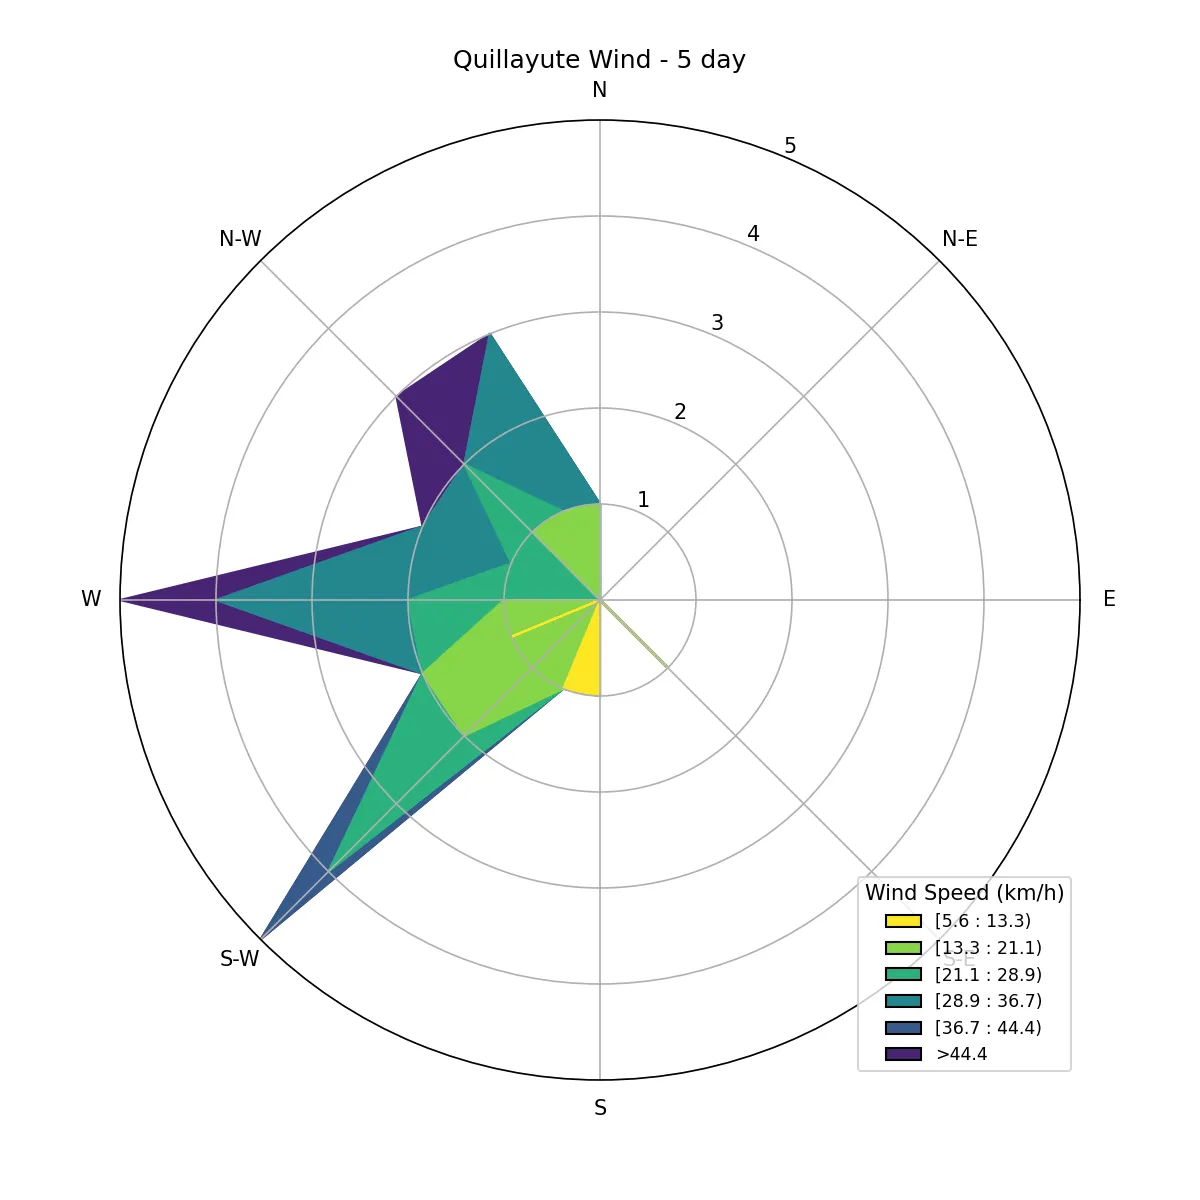 Quillayute Wind - 5 day
N
5
N-W
N-E
4
3
2
1
W
E
S-W
S-E
Wind Speed (km/h)
[5.6 : 13.3)
[13.3 : 21.1)
[21.1 : 28.9)
[28.9 : 36.7)
[36.7 : 44.4)
>44.4
S